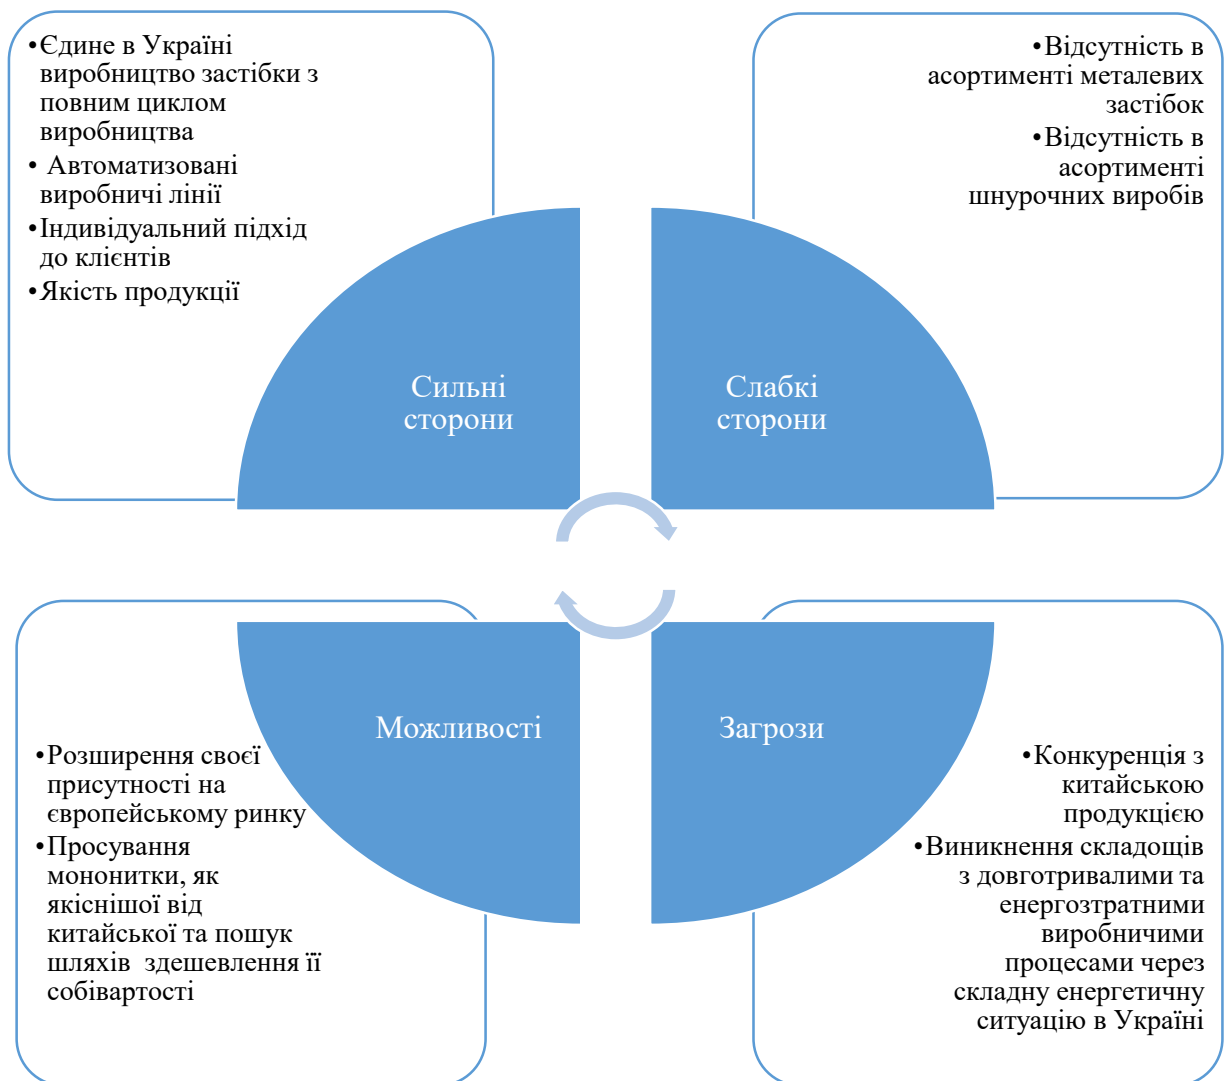 •Єдине в Україні
виробництво застібки з
повним циклом
виробництва
• Автоматизовані
виробничі лінії
•Індивідуальний підхід
до клієнтів
•Якість продукції
•Відсутність в
асортименті металевих
застібок
•Відсутність в
асортименті
шнурочних виробів
Сильні
сторони
Слабкі
сторони
Можливості
Загрози
•Розширення своєї
присутності на
європейському ринку
•Просування
мононитки, як
якіснішої від
китайської та пошук
шляхів здешевлення її
собівартості
•Конкуренція з
китайською
продукцією
•Виникнення складощів
з довготривалими та
енергозтратними
виробничими
процесами через
складну енергетичну
ситуацію в Україні